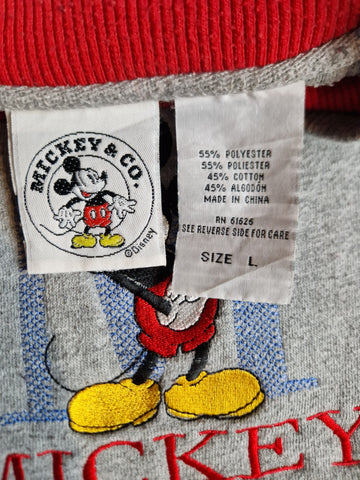 MICKEY & CO.
©Disney
55% POLYESTER
55% POLIESTER
45% COTTON
45% ALGODÓN
MADE IN CHINA
RN 61626
SEE REVERSE SIDE FOR CARE
SIZE L
MICKEY